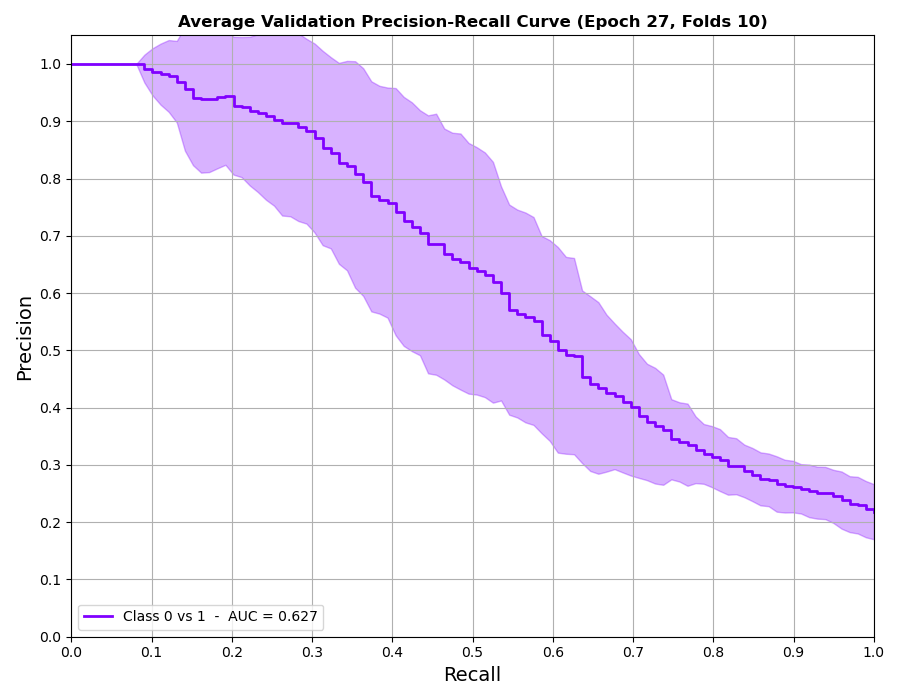 Average Validation Precision-Recall Curve (Epoch 27, Folds 10)
1.0
0.9
0.8
0.7
0.6
0.5
0.4
0.3
0.2
0.1
0.0
Precision
Class 0 vs 1 - AUC = 0.627
0.0 0.1 0.2 0.3 0.4 0.5 0.6 0.7 0.8 0.9 1.0
Recall